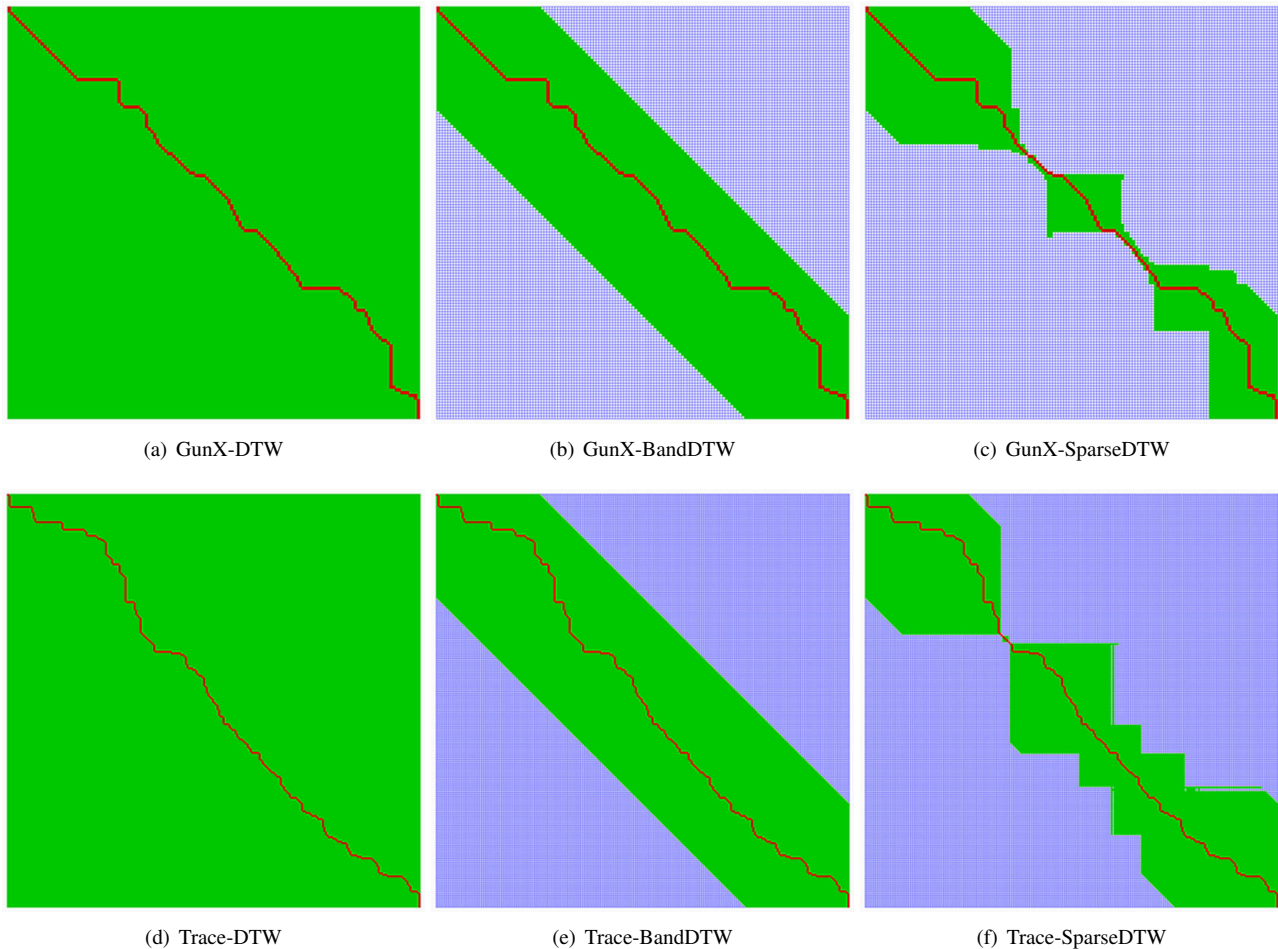 (a) GunX-DTW
(b) GunX-BandDTW
(c) GunX-SparseDTW
(d) Trace-DTW
(e) Trace-BandDTW
(f) Trace-SparseDTW